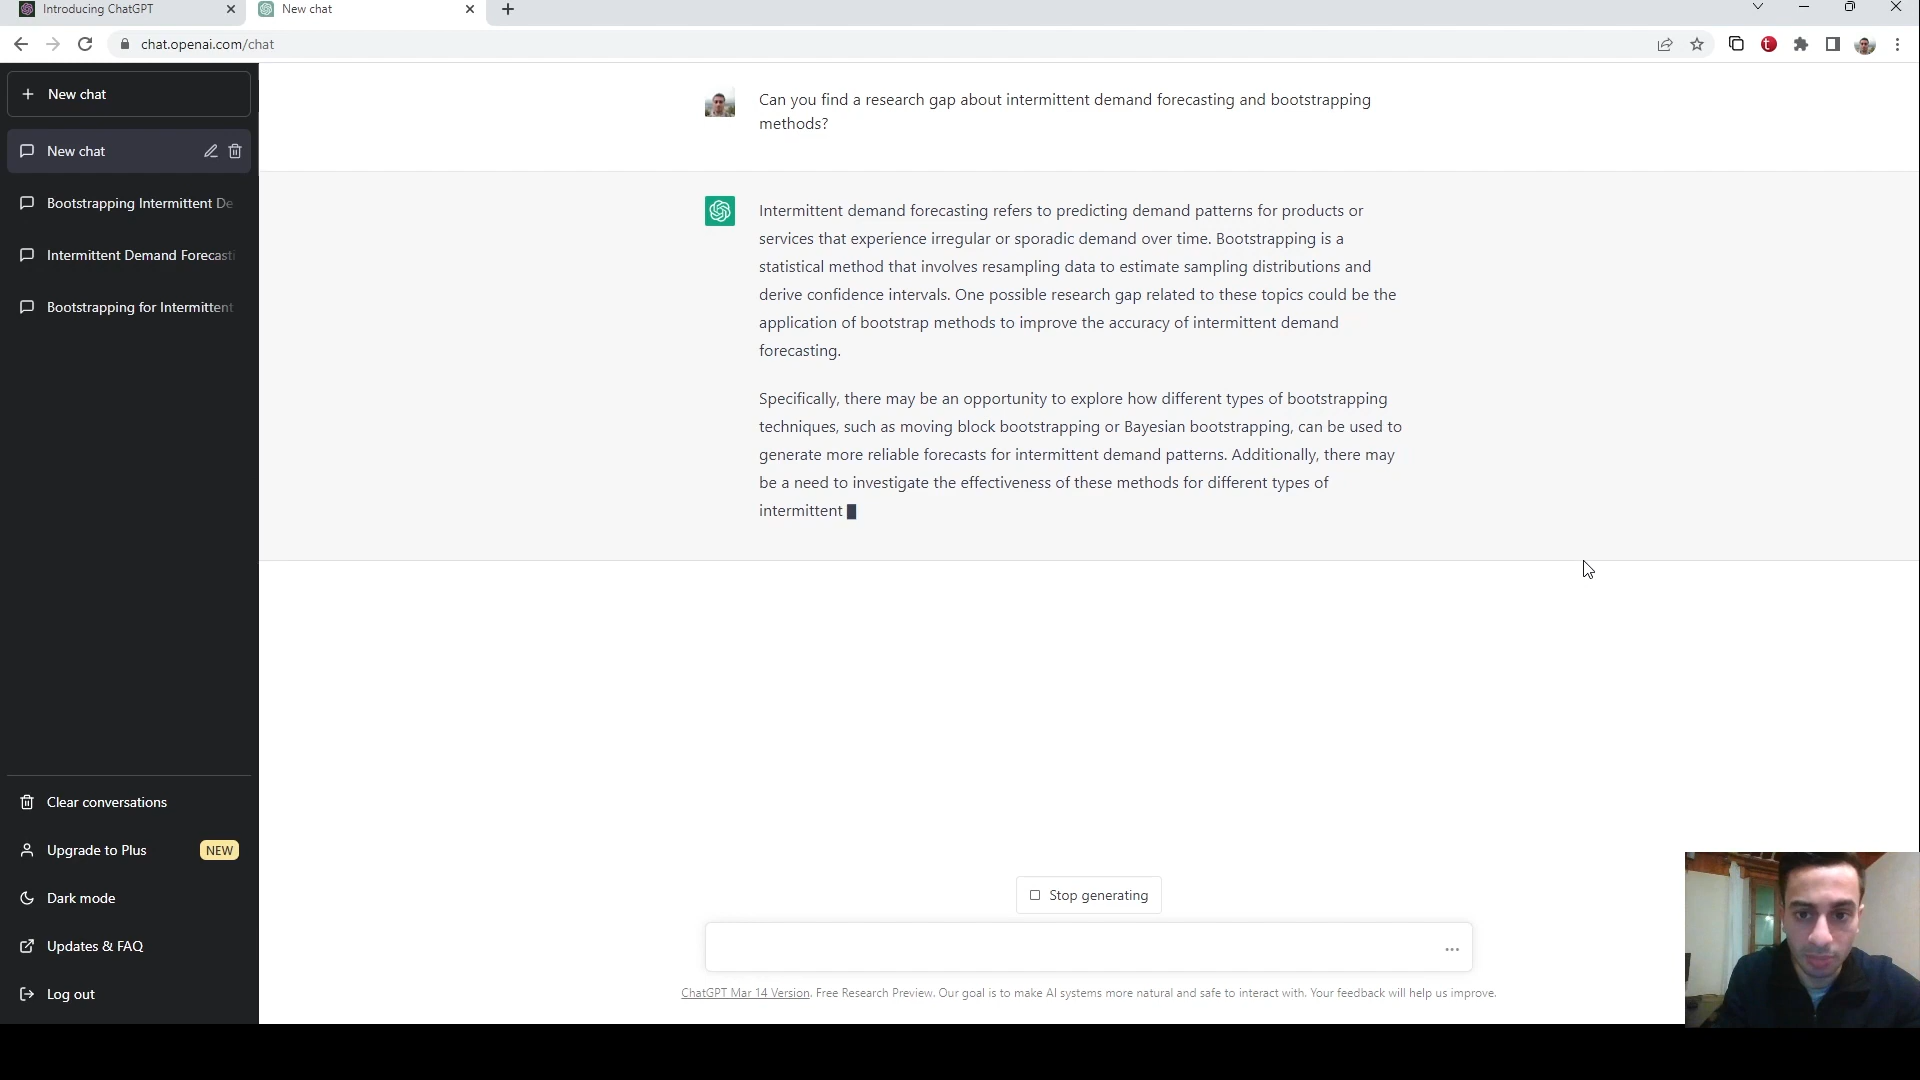 Introducing ChatGPT
New chat
chat.openai.com/chat
New chat
New chat
Bootstrapping Intermittent De
Intermittent Demand Forecasti
Bootstrapping for Intermittent
Clear conversations
Upgrade to Plus NEW
Dark mode
Updates & FAQ
Log out
Can you find a research gap about intermittent demand forecasting and bootstrapping
methods?
Intermittent demand forecasting refers to predicting demand patterns for products or
services that experience irregular or sporadic demand over time. Bootstrapping is a
statistical method that involves resampling data to estimate sampling distributions and
derive confidence intervals. One possible research gap related to these topics could be the
application of bootstrap methods to improve the accuracy of intermittent demand
forecasting.
Specifically, there may be an opportunity to explore how different types of bootstrapping
techniques, such as moving block bootstrapping or Bayesian bootstrapping, can be used to
generate more reliable forecasts for intermittent demand patterns. Additionally, there may
be a need to investigate the effectiveness of these methods for different types of
intermittent
Stop generating
ChatGPT Mar 14 Version. Free Research Preview. Our goal is to make AI systems more natural and safe to interact with. Your feedback will help us improve.